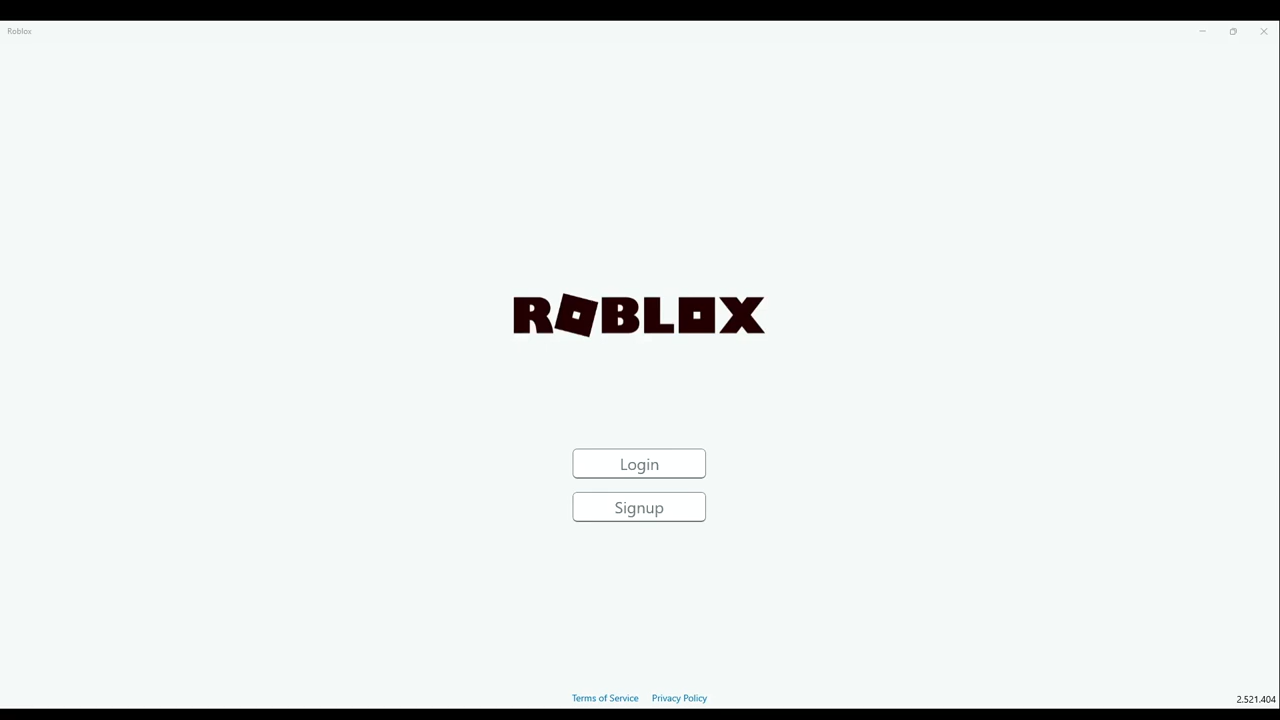 Roblox
ROBLOX
Login
Signup
Terms of Service Privacy Policy
2.521.404